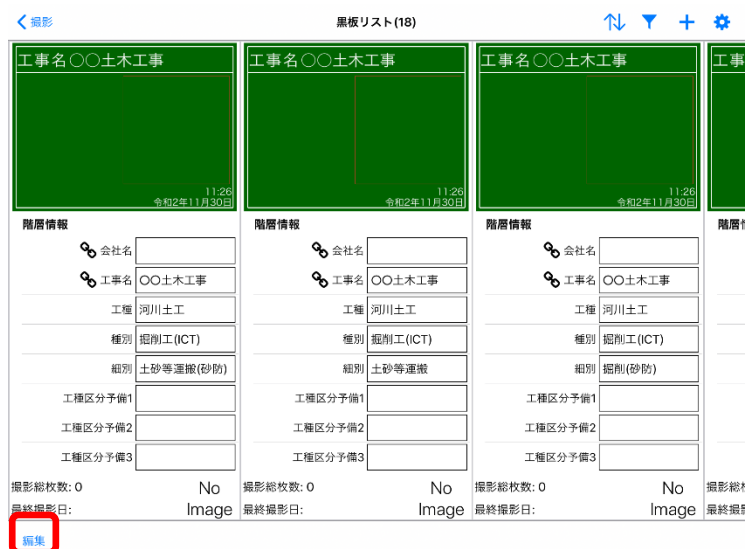 撮影
黒板リスト(18)
工事名○○土木工事
11:26
令和2年11月30日
階層情報
会社名
工事名 ○○土木工事
工種 河川土工
種別 掘削工(ICT)
細別 土砂等運搬(砂防)
工種区分予備1
工種区分予備2
工種区分予備3
撮影総枚数: 0
No
Image
最終撮影日:
工事名○○土木工事
11:26
令和2年11月30日
階層情報
会社名
工事名 ○○土木工事
工種 河川土工
種別 掘削工(ICT)
細別 土砂等運搬
工種区分予備1
工種区分予備2
工種区分予備3
撮影総枚数: 0
No
Image
最終撮影日:
工事名○○土木工事
11:26
令和2年11月30日
階層情報
会社名
工事名 ○○土木工事
工種 河川土工
種別 掘削工(ICT)
細別 掘削(砂防)
工種区分予備1
工種区分予備2
工種区分予備3
撮影総枚数: 0
No
Image
最終撮影日:
工事
階層
撮影総
最終撮
編集